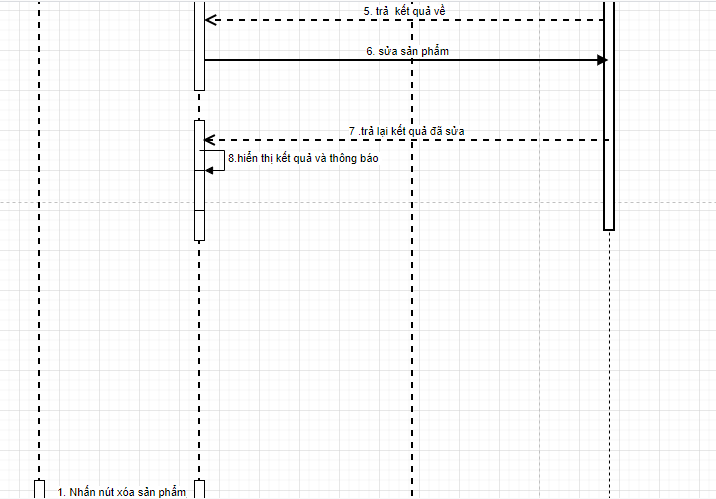 5. trả kết quả về
6. sửa sản phẩm
7 .trả lại kết quả đã sửa
8.hiển thị kết quả và thông báo
1. Nhấn nút xóa sản phẩm